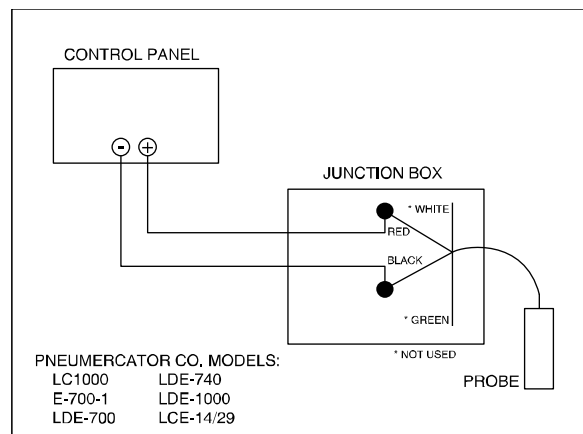 CONTROL PANEL
- +
JUNCTION BOX
* WHITE
RED
BLACK
* GREEN
* NOT USED
PROBE
PNEUMERCATOR CO. MODELS:
LC1000 LDE-740
E-700-1 LDE-1000
LDE-700 LCE-14/29